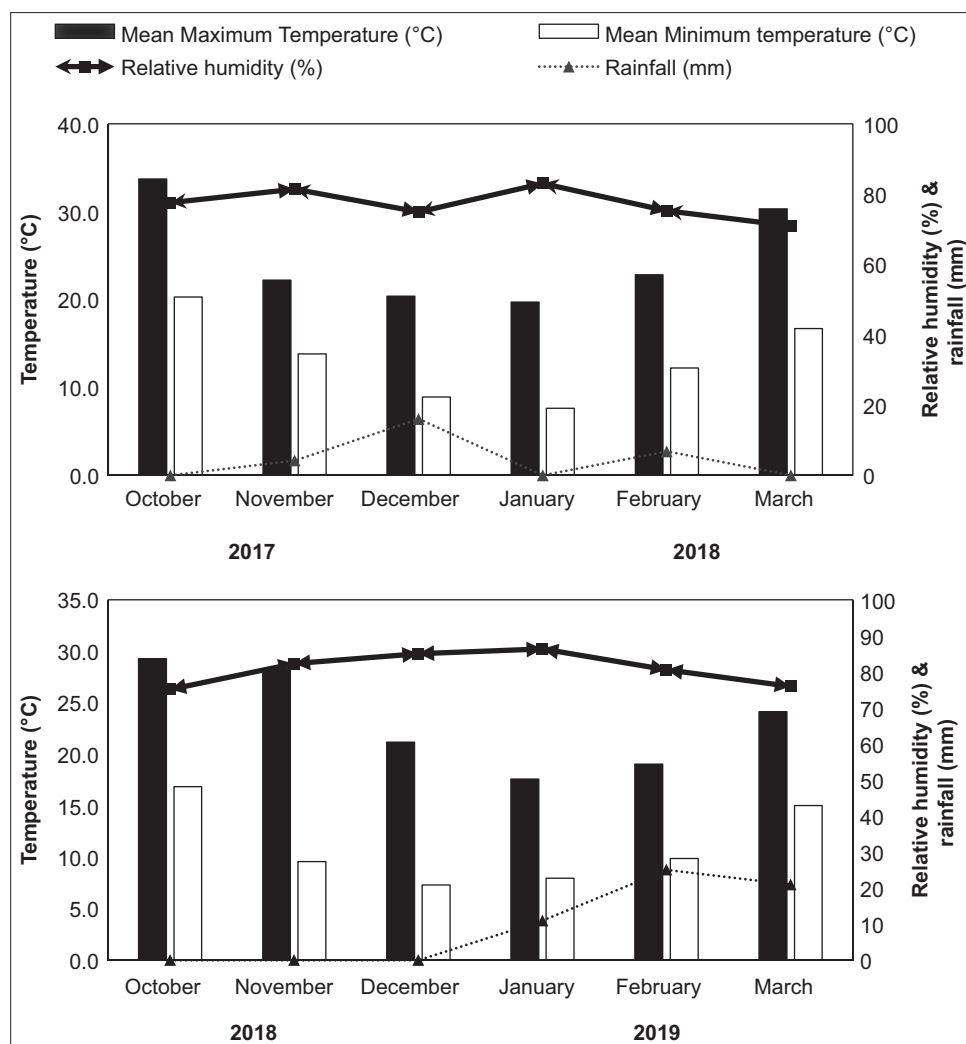 Mean Maximum Temperature (°C) Mean Minimum temperature (°C)
Relative humidity (%) Rainfall (mm)
40.0 100
30.0 80
20.0 60
10.0 40
0.0 20
0
Temperature (°C)
Relative humidity (%) &
rainfall (mm)
October November December January February March
2017 2018
35.0 100
30.0 90
25.0 80
20.0 70
15.0 60
10.0 50
5.0 40
0.0 30
20
10
0
Temperature (°C)
Relative humidity (%) &
rainfall (mm)
October November December January February March
2018 2019